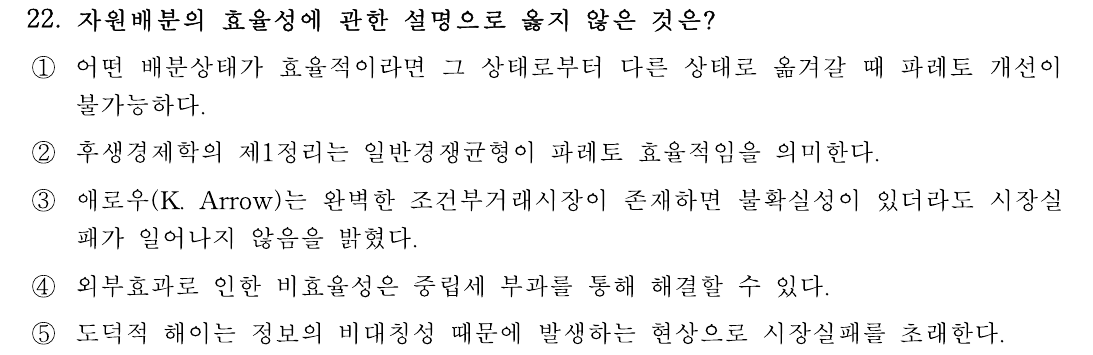 22. 자원배분의 효율성에 관한 설명으로 옳지 않은 것은?
① 어떤 배분상태가 효율적이라면 그 상태로부터 다른 상태로 옮겨갈 때 파레토 개선이
불가능하다.
② 후생경제학의 제1정리는 일반경쟁균형이 파레토 효율적임을 의미한다.
③ 애로우(K. Arrow)는 완벽한 조건부거래시장이 존재하면 불확실성이 있더라도 시장실
패가 일어나지 않음을 밝혔다.
④ 외부효과로 인한 비효율성은 중립세 부과를 통해 해결할 수 있다.
⑤ 도덕적 해이는 정보의 비대칭성 때문에 발생하는 현상으로 시장실패를 초래한다.